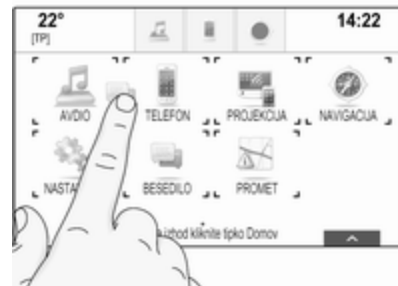 22° 14:22
[TP]
AVDIO TELEFON PROJEKCIJA NAVIGACIJA
NASTA BESEDILO PROMET
izhod kliknite tipko Domov